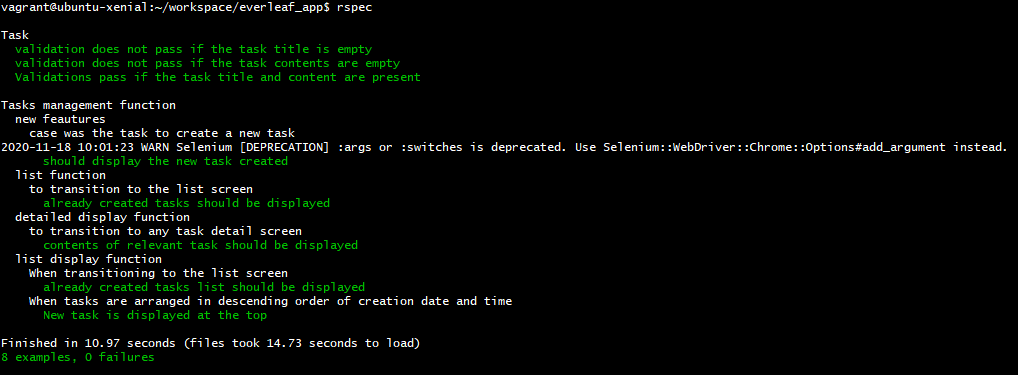 vagrant@ubuntu-xenial:~/workspace/everleaf_app$ rspec
Task
validation does not pass if the task title is empty
validation does not pass if the task contents are empty
Validations pass if the task title and content are present
Tasks management function
new feautures
case was the task to create a new task
2020-11-18 10:01:23 WARN Selenium [DEPRECATION] :args or :switches is deprecated. Use Selenium::WebDriver::Chrome::Options#add_argument instead.
should display the new task created
list function
to transition to the list screen
already created tasks should be displayed
detailed display function
to transition to any task detail screen
contents of relevant task should be displayed
list display function
When transitioning to the list screen
already created tasks list should be displayed
When tasks are arranged in descending order of creation date and time
New task is displayed at the top
Finished in 10.97 seconds (files took 14.73 seconds to load)
8 examples, 0 failures